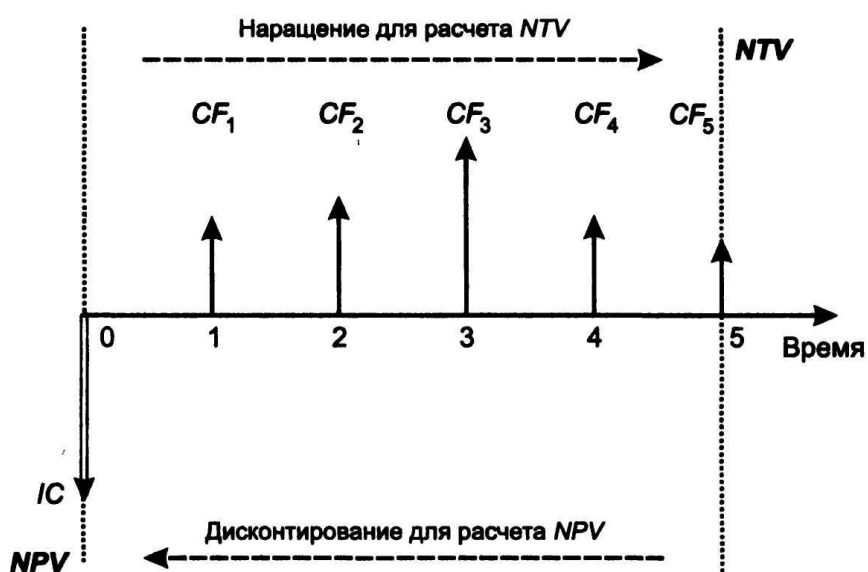 Наращение для расчета NTV
NTV
CF1 CF2 CF3 CF4 CF5
0 1 2 3 4 5
Время
IC
Дисконтирование для расчета NPV
NPV